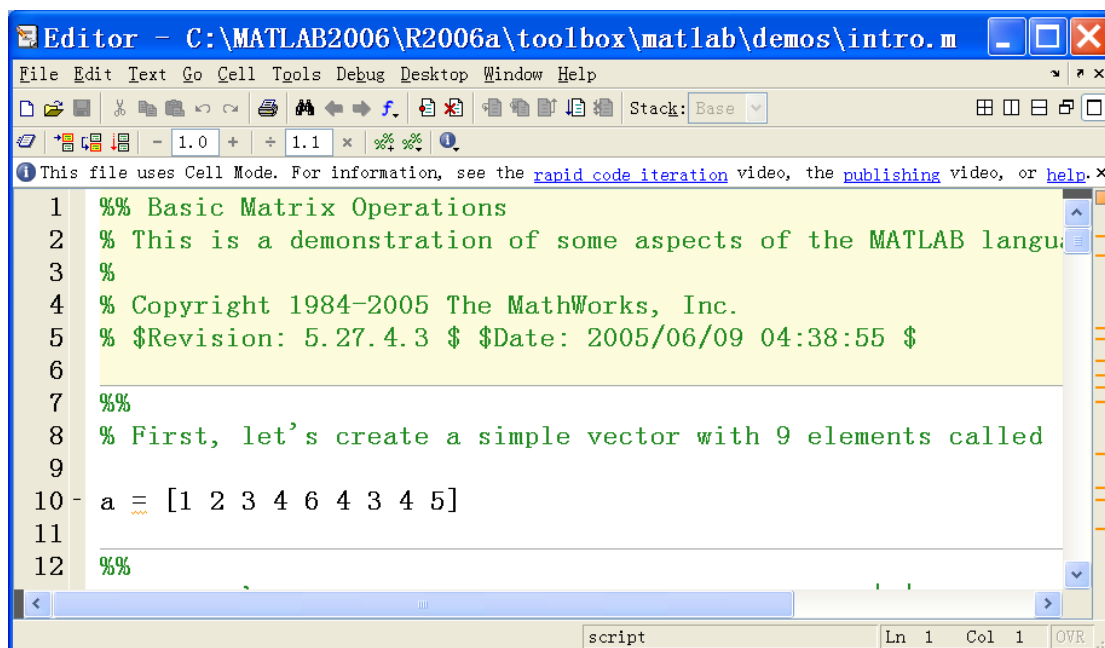 Editor - C:\MATLAB2006\R2006a\toolbox\matlab\demos\intro.m
File Edit Text Go Cell Tools Debug Desktop Window Help
Stack: Base
- 1.0 + ÷ 1.1 ×
This file uses Cell Mode. For information, see the rapid code iteration video, the publishing video, or help.
1 %% Basic Matrix Operations
2 % This is a demonstration of some aspects of the MATLAB
3 %
4 % Copyright 1984-2005 The MathWorks, Inc.
5 % $Revision: 5.27.4.3 $ $Date: 2005/06/09 04:38:55 $
6
7 %%
8 % First, let's create a simple vector with 9 elements called
9
10 - a = [1 2 3 4 6 4 3 4 5]
11
12 %%
script Ln 1 Col 1 OVR